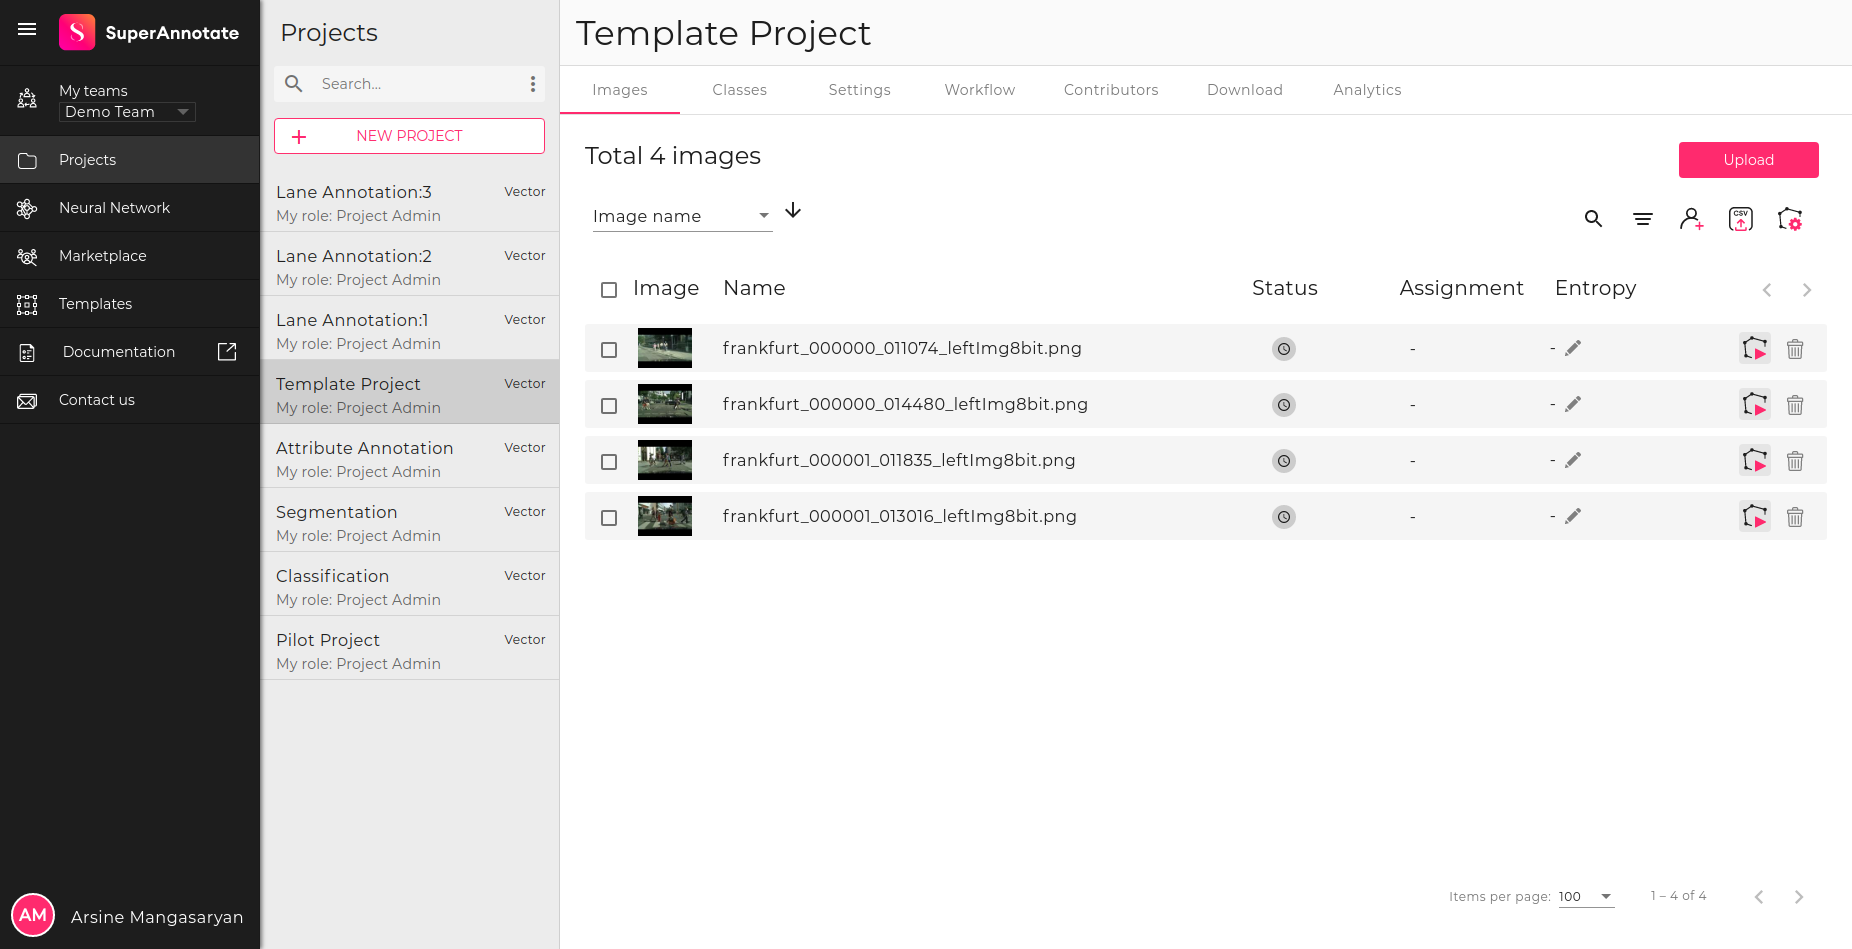 SuperAnnotate
My teams
Demo Team
Projects
Neural Network
Marketplace
Templates
Documentation
Contact us
AM Arsine Mangasaryan
Projects
Search...
NEW PROJECT
Lane Annotation:3 Vector
My role: Project Admin
Lane Annotation:2 Vector
My role: Project Admin
Lane Annotation:1 Vector
My role: Project Admin
Template Project Vector
My role: Project Admin
Attribute Annotation Vector
My role: Project Admin
Segmentation Vector
My role: Project Admin
Classification Vector
My role: Project Admin
Pilot Project Vector
My role: Project Admin
Template Project
Images Classes Settings Workflow Contributors Download Analytics
Total 4 images
Upload
Image name
CSV
Image Name Status Assignment Entropy
frankfurt_000000_011074_leftImg8bit.png - -
frankfurt_000000_014480_leftImg8bit.png - -
frankfurt_000001_011835_leftImg8bit.png - -
frankfurt_000001_013016_leftImg8bit.png - -
Items per page: 100 1 – 4 of 4